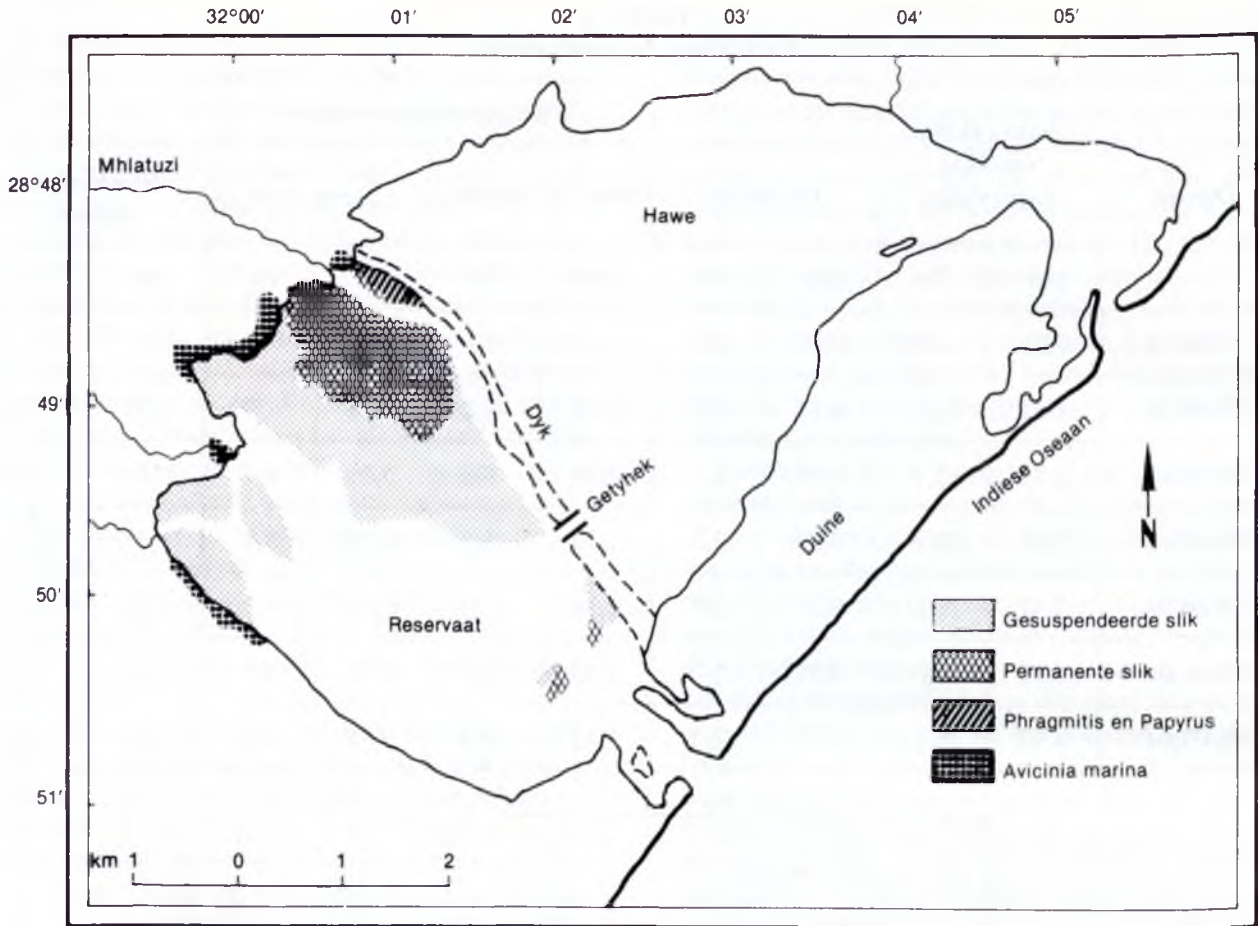 32°00'
01'
02'
03'
04'
05'
Mhlatuzi
28°48'
Hawe
49'
Dyk
Getyhek
Duine
Indiese Oseaan
N
50'
Reservaat
Gesuspendeerde slik
Permanente slik
Phragmitis en Papyrus
Avicinia marina
51'
km 1 0 1 2